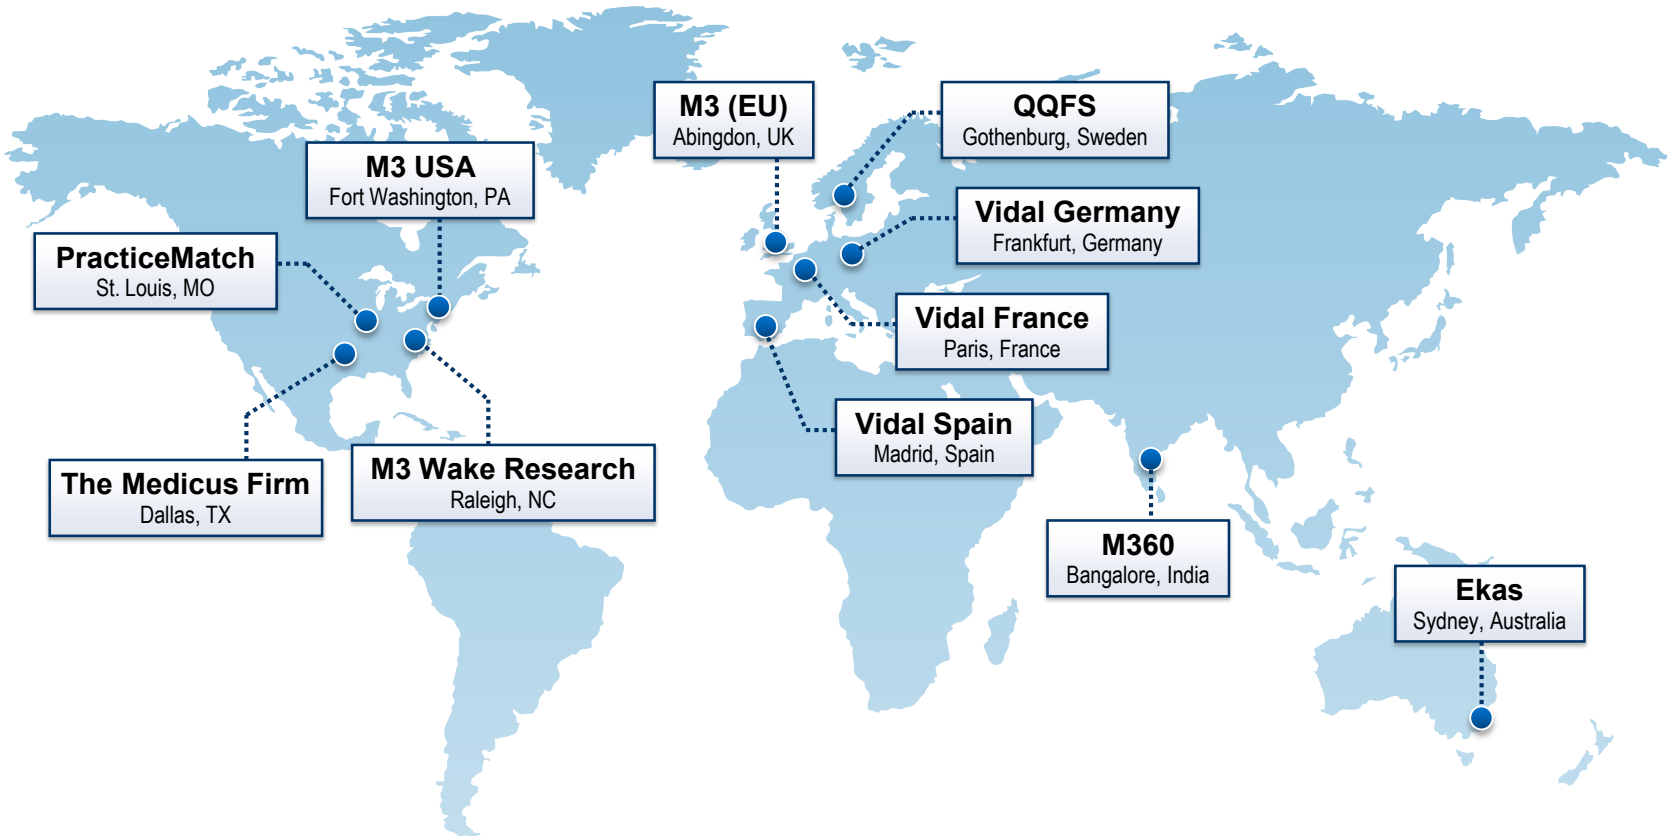 M3 (EU)
Abingdon, UK
QQFS
Gothenburg, Sweden
M3 USA
Fort Washington, PA
Vidal Germany
Frankfurt, Germany
PracticeMatch
St. Louis, MO
Vidal France
Paris, France
Vidal Spain
Madrid, Spain
M3 Wake Research
Raleigh, NC
The Medicus Firm
Dallas, TX
M360
Bangalore, India
Ekas
Sydney, Australia